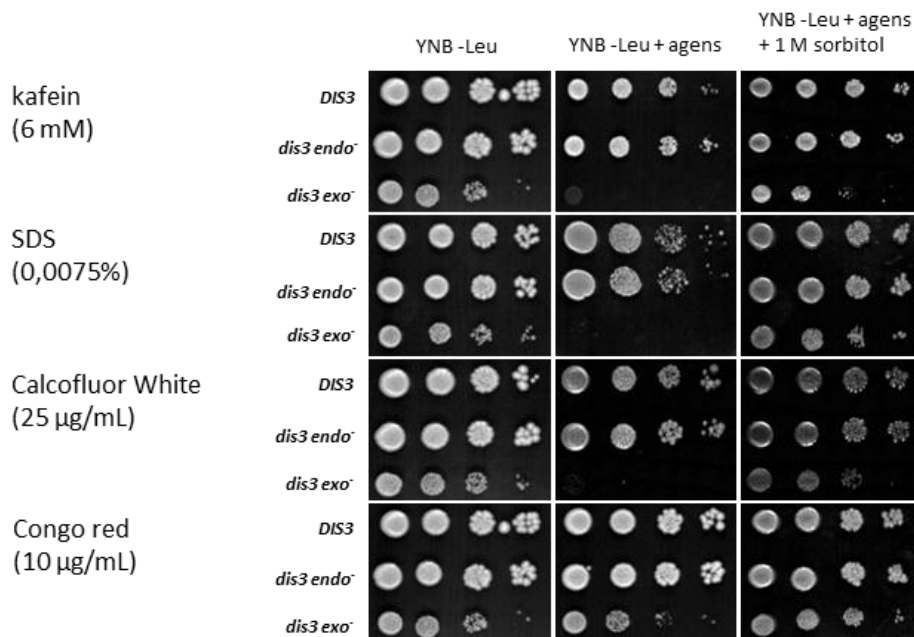 YNB -Leu
YNB -Leu + agens
YNB -Leu + agens
+ 1 M sorbitol
kafein
(6 mM)
DIS3
dis3 endo⁻
dis3 exo⁻
SDS
(0,0075%)
DIS3
dis3 endo⁻
dis3 exo⁻
Calcofluor White
(25 µg/mL)
DIS3
dis3 endo⁻
dis3 exo⁻
Congo red
(10 µg/mL)
DIS3
dis3 endo⁻
dis3 exo⁻